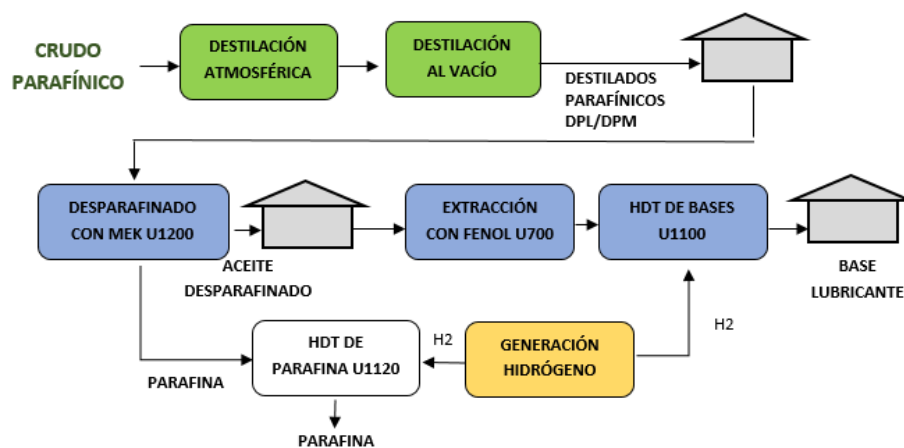 CRUDO
PARAFÍNICO
DESTILACIÓN
ATMOSFÉRICA
DESTILACIÓN
AL VACÍO
DESTILADOS
PARAFÍNICOS
DPL/DPM
DESPARAFINADO
CON MEK U1200
ACEITE
DESPARAFINADO
EXTRACCIÓN
CON FENOL U700
HDT DE BASES
U1100
BASE
LUBRICANTE
PARAFINA
HDT DE
PARAFINA U1120
H2
GENERACIÓN
HIDRÓGENO
H2
PARAFINA